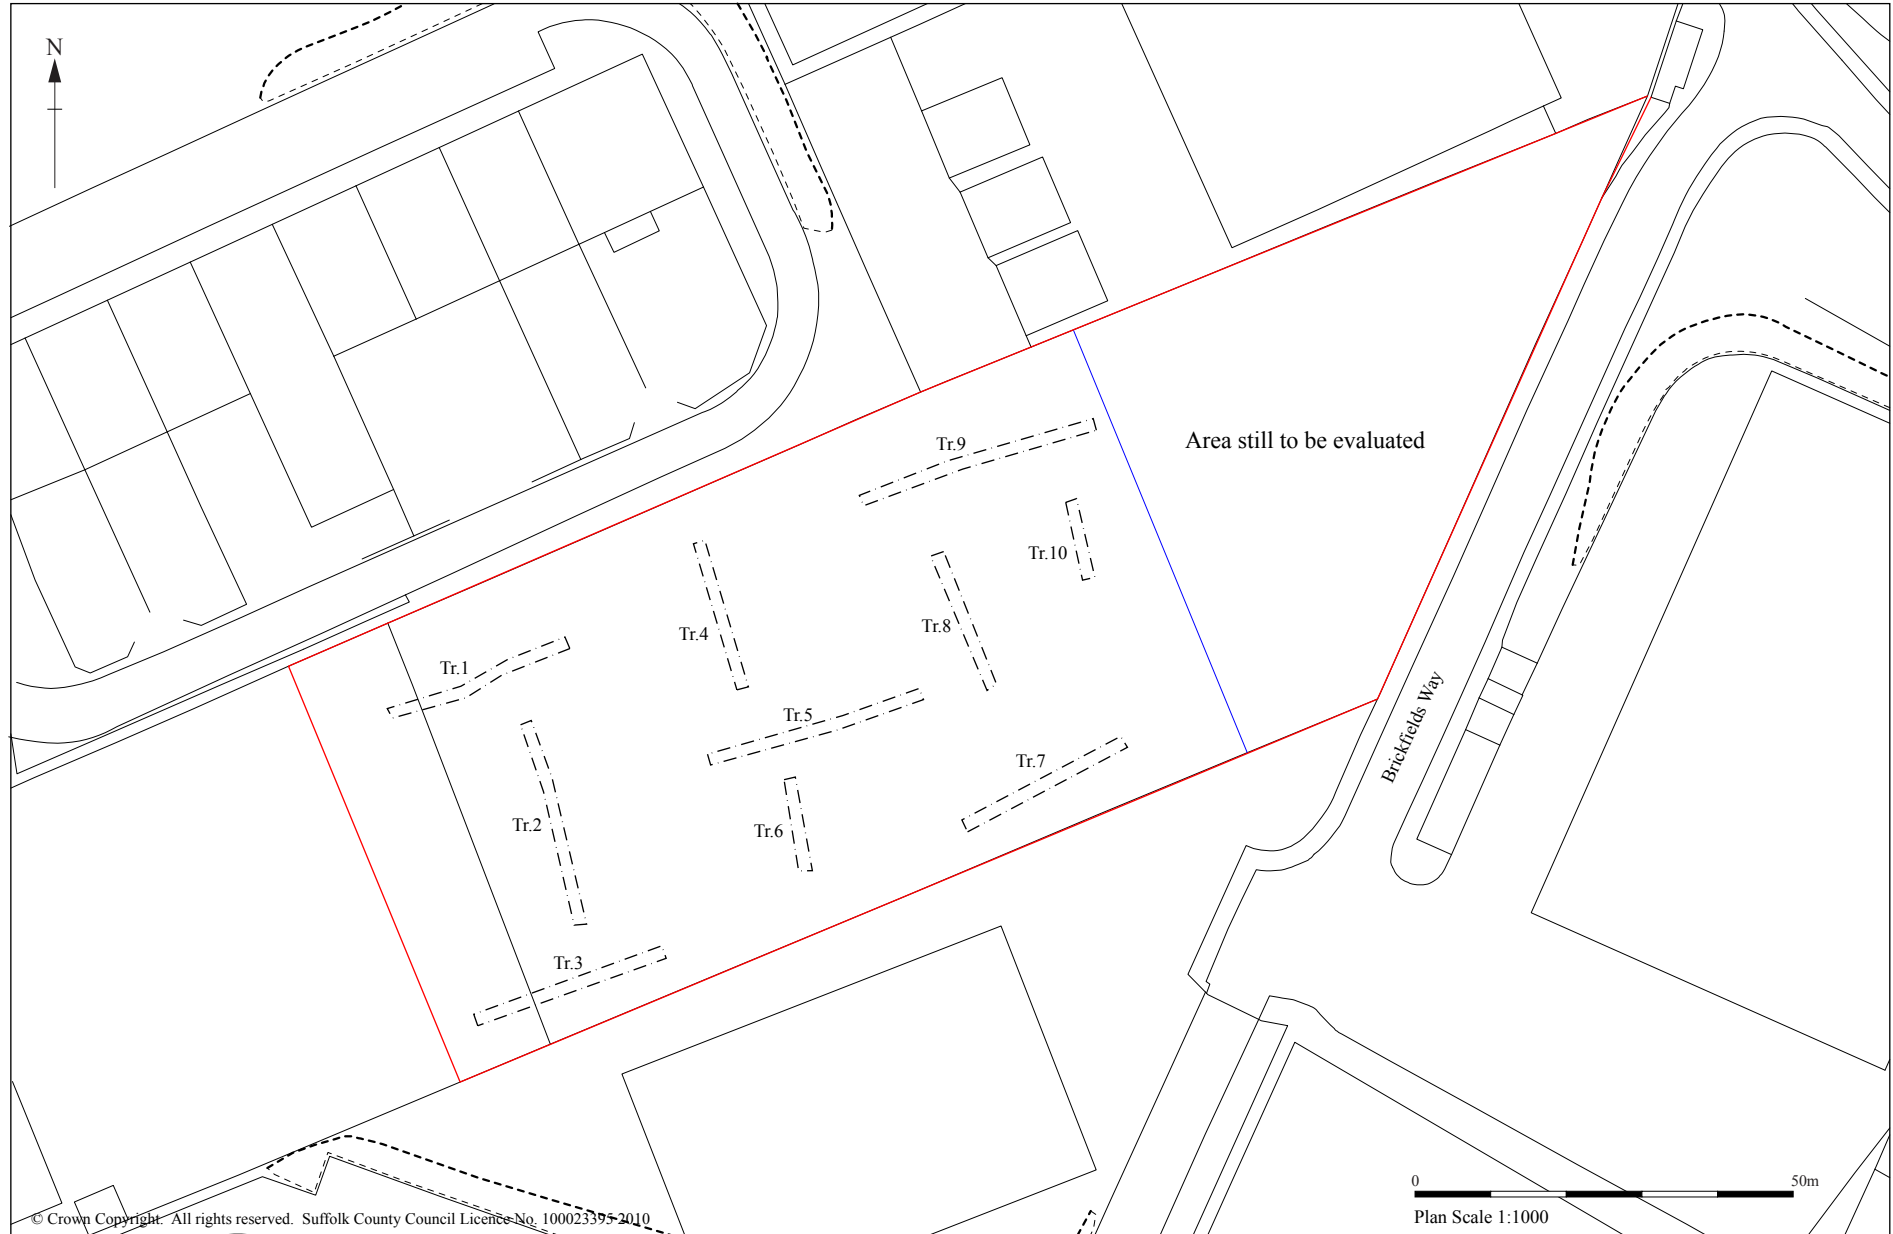 N
Tr.9
Area still to be evaluated
Tr.10
Tr.8
Tr.4
Tr.1
Tr.5
Tr.7
Brickfields Way
Tr.2
Tr.6
Tr.3
0 50m
Plan Scale 1:1000
© Crown Copyright. All rights reserved. Suffolk County Council Licence No. 100023395 2010